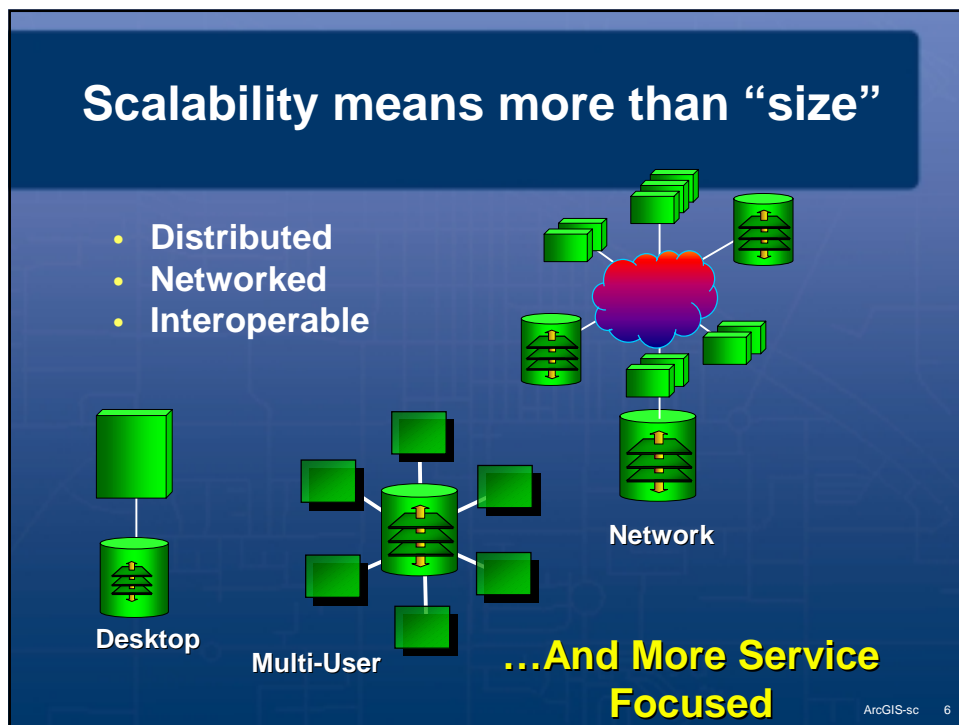 Scalability means more than “size”
• Distributed
• Networked
• Interoperable
Network
Desktop
Multi-User
…And More Service
Focused
ArcGIS-sc 6